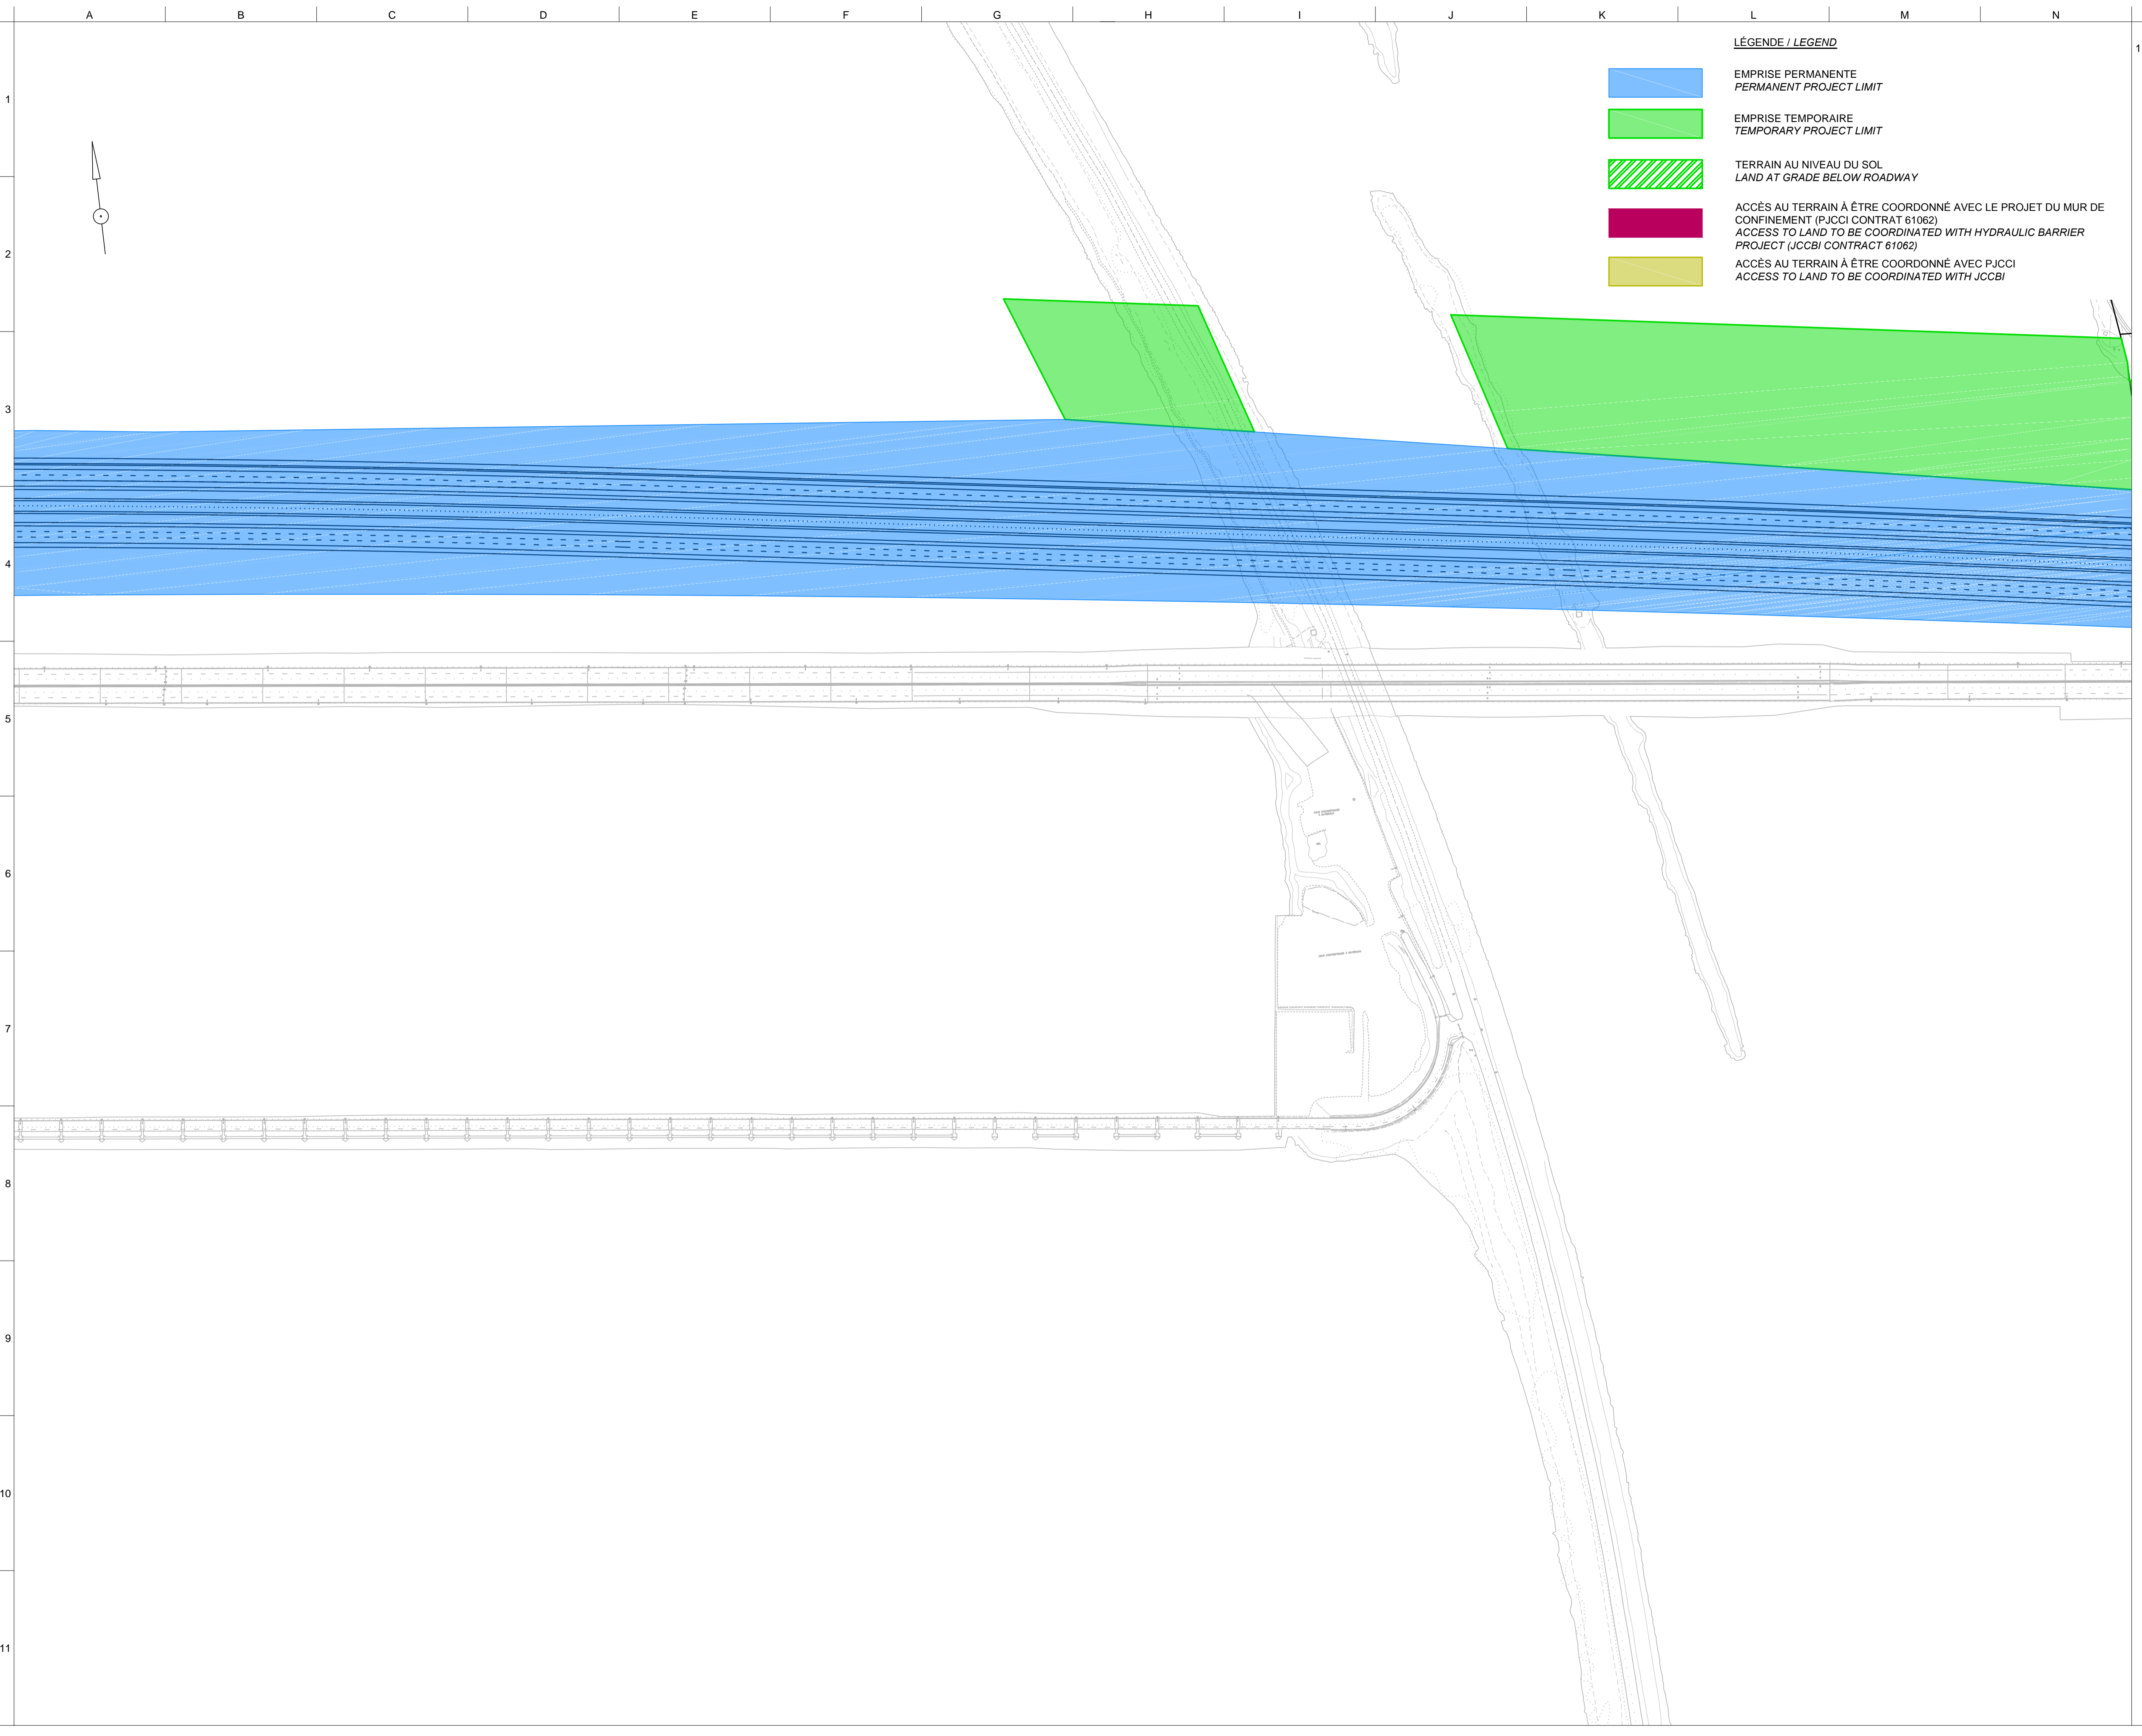 A B C D E F G H I J K L M N
LÉGENDE / LEGEND
1
EMPRISE PERMANENTE
PERMANENT PROJECT LIMIT
1
EMPRISE TEMPORAIRE
TEMPORARY PROJECT LIMIT
TERRAIN AU NIVEAU DU SOL
LAND AT GRADE BELOW ROADWAY
ACCÈS AU TERRAIN À ÊTRE COORDONNÉ AVEC LE PROJET DU MUR DE
CONFINEMENT (PJCCI CONTRAT 61062)
ACCESS TO LAND TO BE COORDINATED WITH HYDRAULIC BARRIER
PROJECT (JCCBI CONTRACT 61062)
2
ACCÈS AU TERRAIN À ÊTRE COORDONNÉ AVEC PJCCI
ACCESS TO LAND TO BE COORDINATED WITH JCCBI
3
4
5
6
7
8
9
10
11